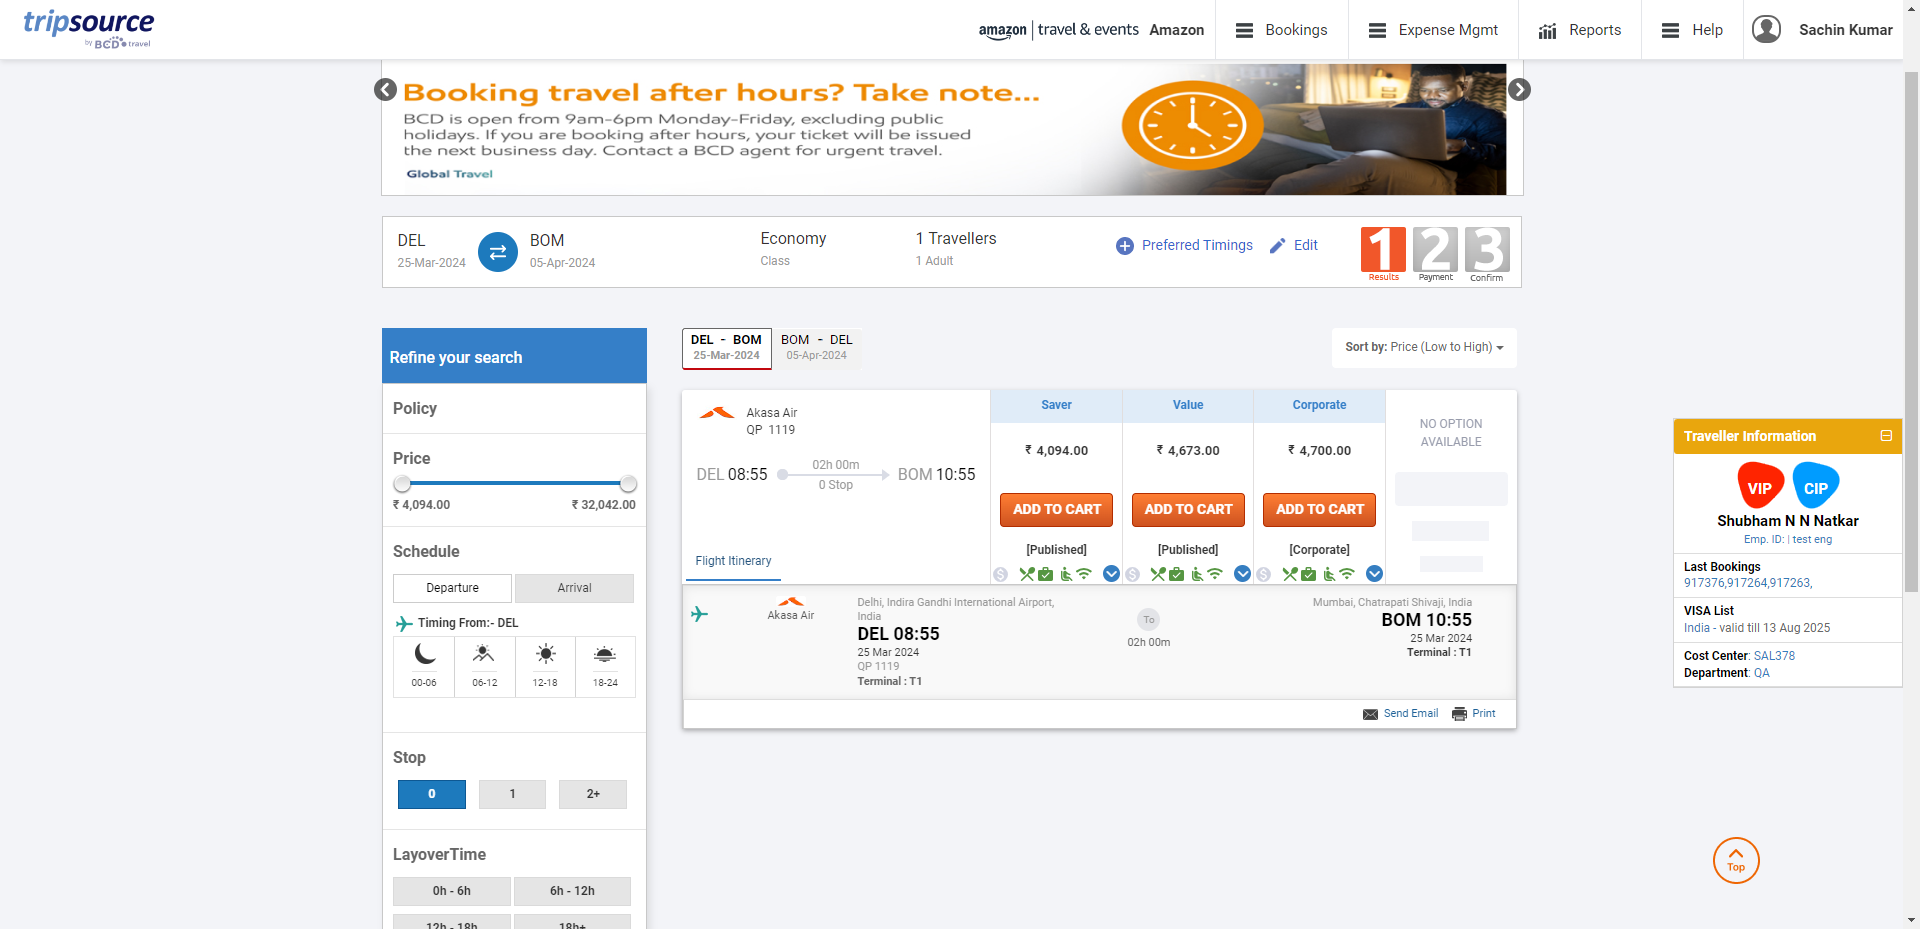 tripsource
by BCD travel
amazon | travel & events Amazon
Bookings
Expense Mgmt
Reports
Help
Sachin Kumar
Booking travel after hours? Take note...
BCD is open from 9am-6pm Monday-Friday, excluding public
holidays. If you are booking after hours, your ticket will be issued
the next business day. Contact a BCD agent for urgent travel.
Global Travel
DEL
25-Mar-2024
BOM
05-Apr-2024
Economy
Class
1 Travellers
1 Adult
Preferred Timings
Edit
1
Results
2
Payment
3
Confirm
Refine your search
Policy
Price
₹ 4,094.00
₹ 32,042.00
Schedule
Departure
Arrival
Timing From:- DEL
00-06
06-12
12-18
18-24
Stop
0
1
2+
LayoverTime
0h - 6h
6h - 12h
12h - 18h
18h+
DEL - BOM
25-Mar-2024
BOM - DEL
05-Apr-2024
Sort by: Price (Low to High)
Akasa Air
QP 1119
DEL 08:55
02h 00m
0 Stop
BOM 10:55
Flight Itinerary
Saver
₹ 4,094.00
ADD TO CART
[Published]
Value
₹ 4,673.00
ADD TO CART
[Published]
Corporate
₹ 4,700.00
ADD TO CART
[Corporate]
NO OPTION
AVAILABLE
Akasa Air
Delhi, Indira Gandhi International Airport,
India
DEL 08:55
25 Mar 2024
QP 1119
Terminal : T1
To
02h 00m
Mumbai, Chatrapati Shivaji, India
BOM 10:55
25 Mar 2024
Terminal : T1
Send Email
Print
Traveller Information
VIP
CIP
Shubham N N Natkar
Emp. ID: | test eng
Last Bookings
917376,917264,917263,
VISA List
India - valid till 13 Aug 2025
Cost Center: SAL378
Department: QA
Top